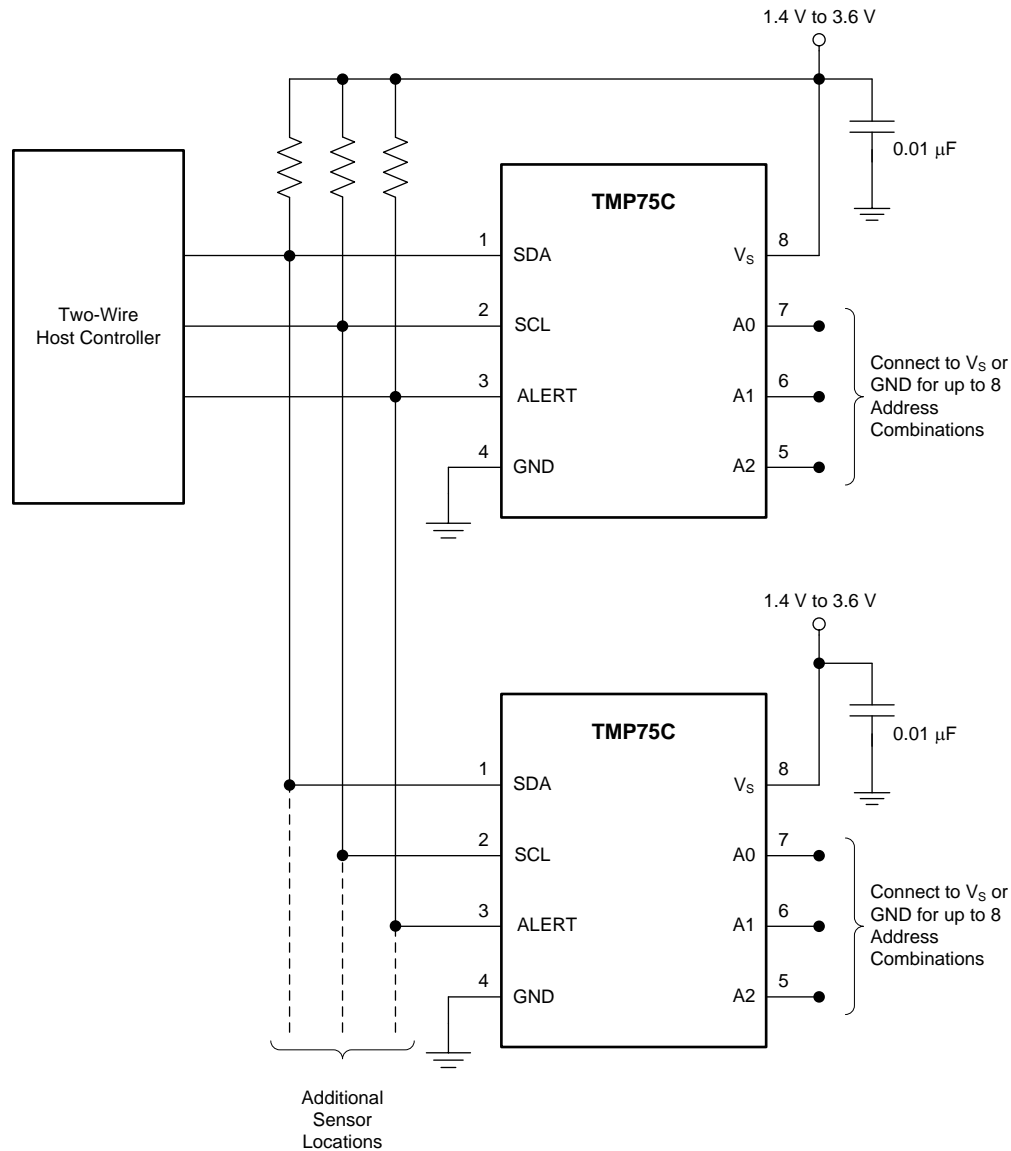 1.4 V to 3.6 V
0.01 μF
Two-Wire
Host Controller
TMP75C
1
SDA
2
SCL
3
ALERT
4
GND
8
VS
7
A0
6
A1
5
A2
Connect to VS or
GND for up to 8
Address
Combinations
1.4 V to 3.6 V
0.01 μF
TMP75C
1
SDA
2
SCL
3
ALERT
4
GND
8
VS
7
A0
6
A1
5
A2
Connect to VS or
GND for up to 8
Address
Combinations
Additional
Sensor
Locations